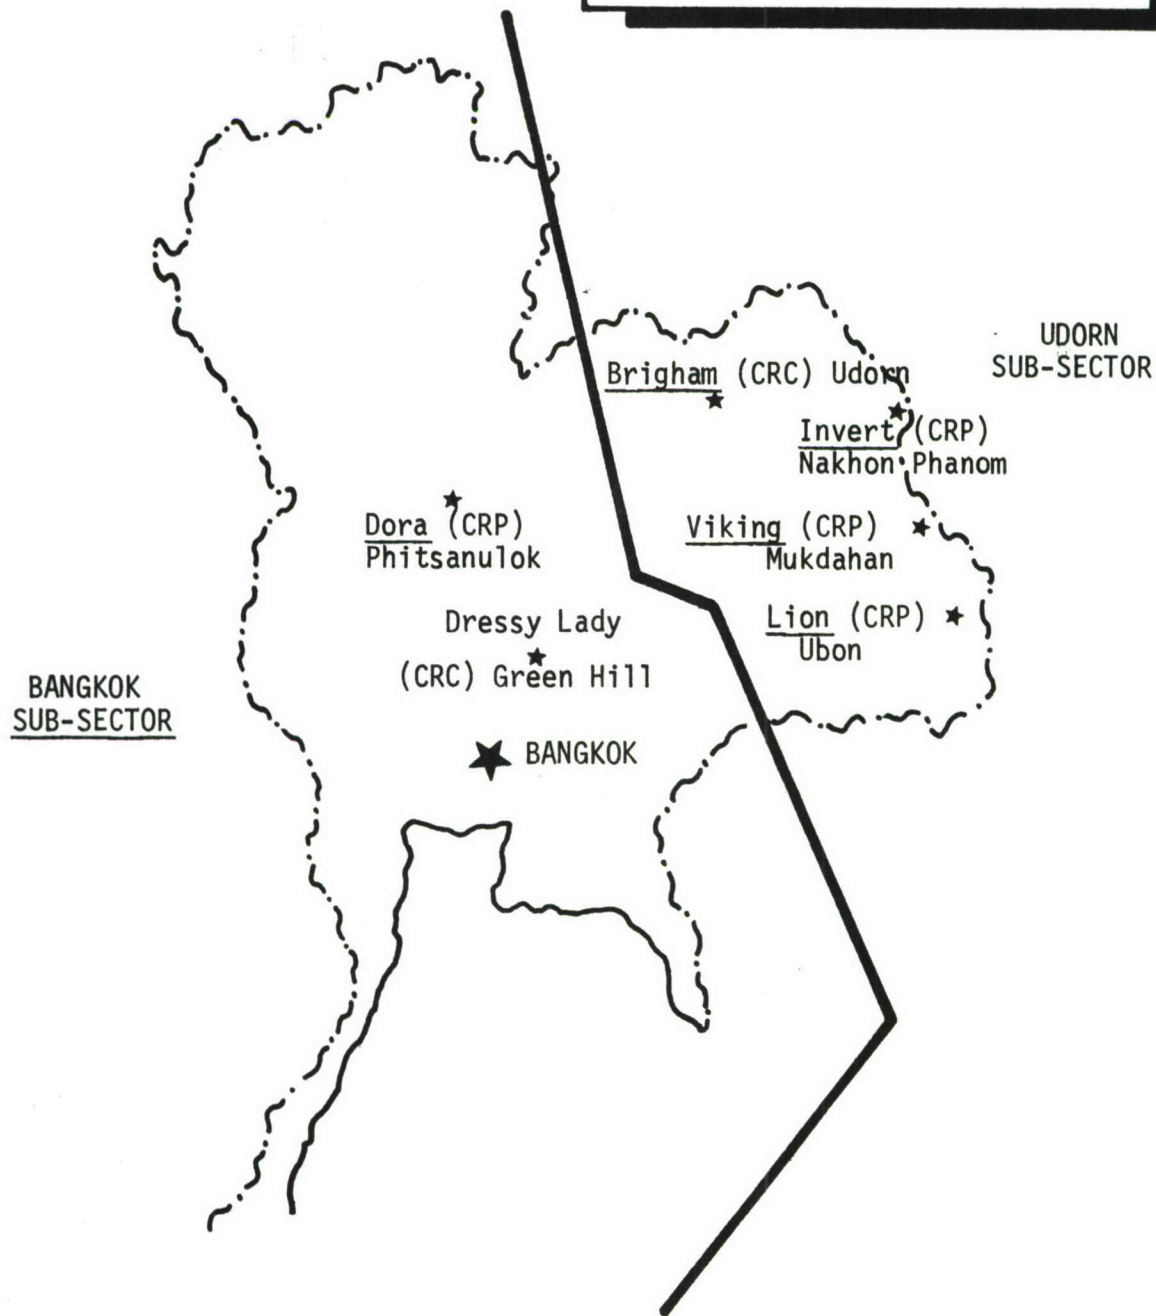 UDORN
SUB-SECTOR
Brigham (CRC) Udorn
Invert (CRP)
Nakhon Phanom
Dora (CRP)
Phitsanulok
Viking (CRP)
Mukdahan
Dressy Lady
(CRC) Green Hill
Lion (CRP)
Ubon
BANGKOK
SUB-SECTOR
BANGKOK